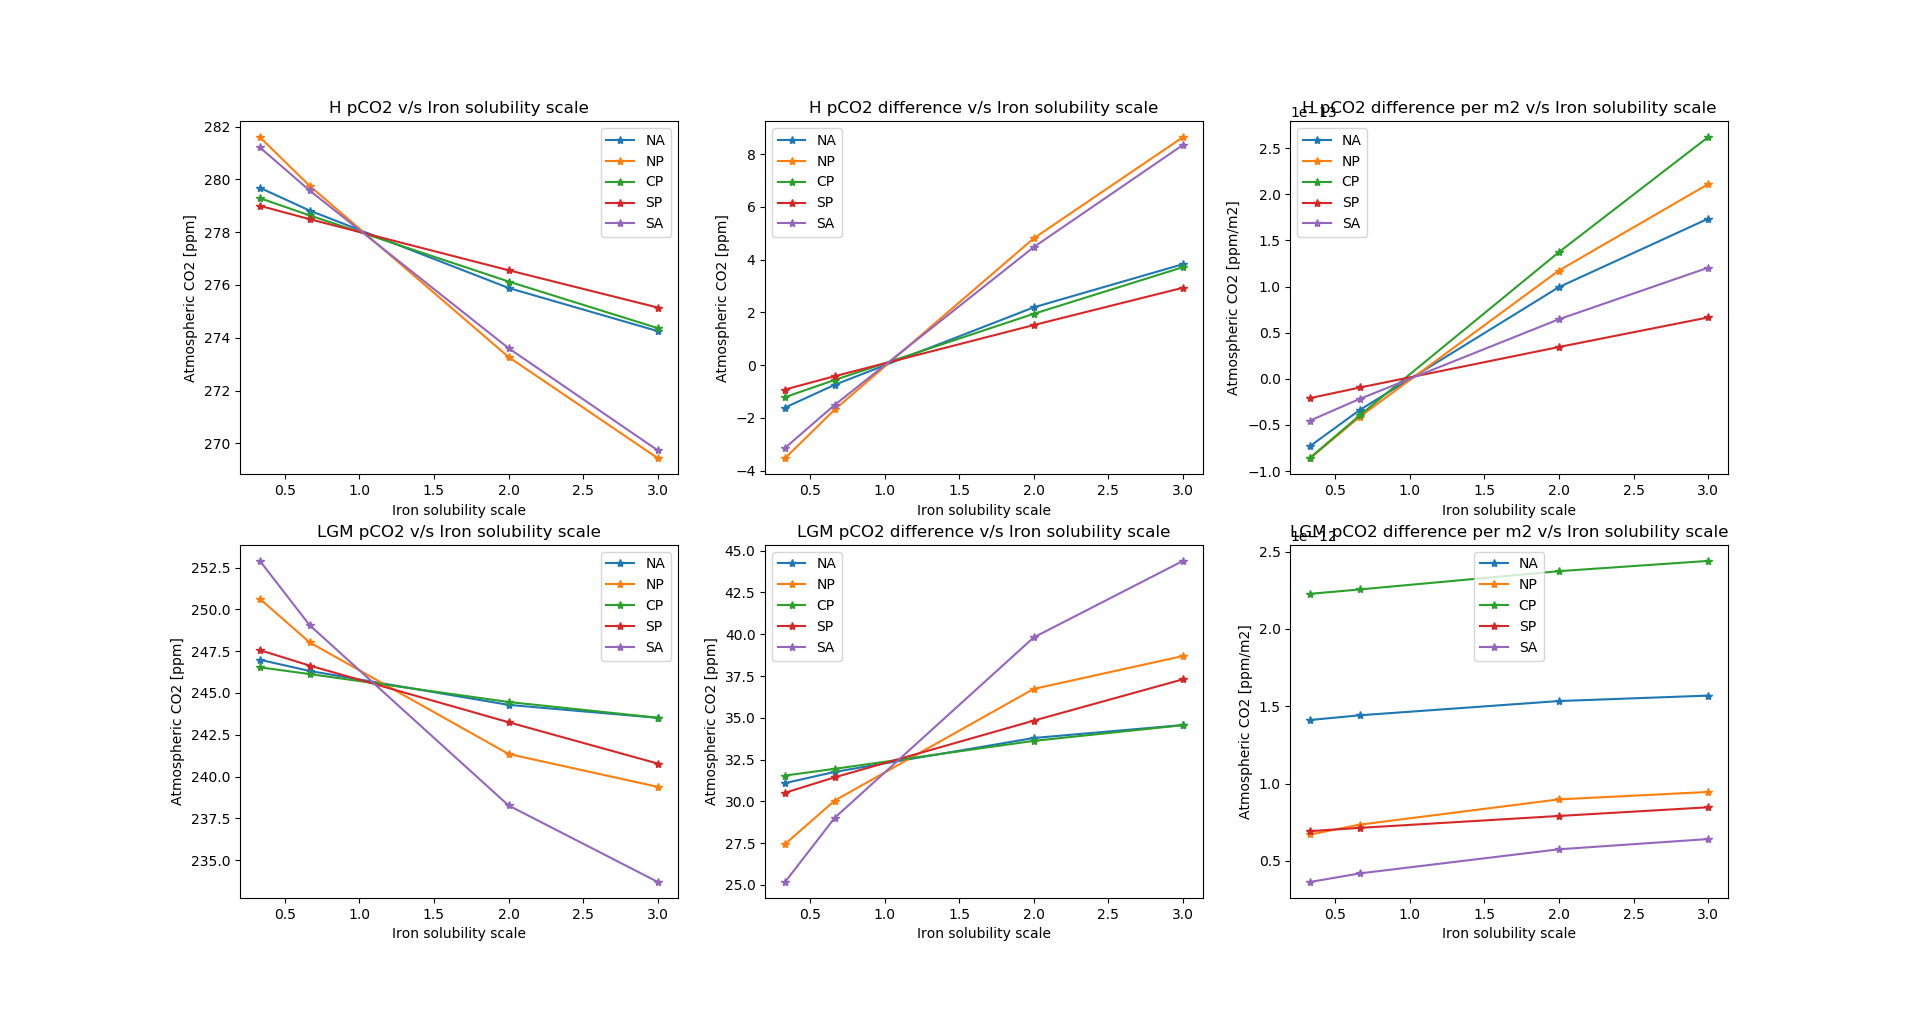 H pCO2 v/s Iron solubility scale
282
280
278
276
274
272
270
Atmospheric CO2 [ppm]
NA
NP
CP
SP
SA
0.5
1.0
1.5
2.0
2.5
3.0
Iron solubility scale
H pCO2 difference v/s Iron solubility scale
8
6
4
2
0
−2
−4
Atmospheric CO2 [ppm]
NA
NP
CP
SP
SA
0.5
1.0
1.5
2.0
2.5
3.0
Iron solubility scale
H pCO2 difference per m2 v/s Iron solubility scale
1e−13
2.5
2.0
1.5
1.0
0.5
0.0
−0.5
−1.0
Atmospheric CO2 [ppm/m2]
NA
NP
CP
SP
SA
0.5
1.0
1.5
2.0
2.5
3.0
Iron solubility scale
LGM pCO2 v/s Iron solubility scale
252.5
250.0
247.5
245.0
242.5
240.0
237.5
235.0
Atmospheric CO2 [ppm]
NA
NP
CP
SP
SA
0.5
1.0
1.5
2.0
2.5
3.0
Iron solubility scale
LGM pCO2 difference v/s Iron solubility scale
45.0
42.5
40.0
37.5
35.0
32.5
30.0
27.5
25.0
Atmospheric CO2 [ppm]
NA
NP
CP
SP
SA
0.5
1.0
1.5
2.0
2.5
3.0
Iron solubility scale
LGM pCO2 difference per m2 v/s Iron solubility scale
1e−12
2.5
2.0
1.5
1.0
0.5
Atmospheric CO2 [ppm/m2]
NA
NP
CP
SP
SA
0.5
1.0
1.5
2.0
2.5
3.0
Iron solubility scale